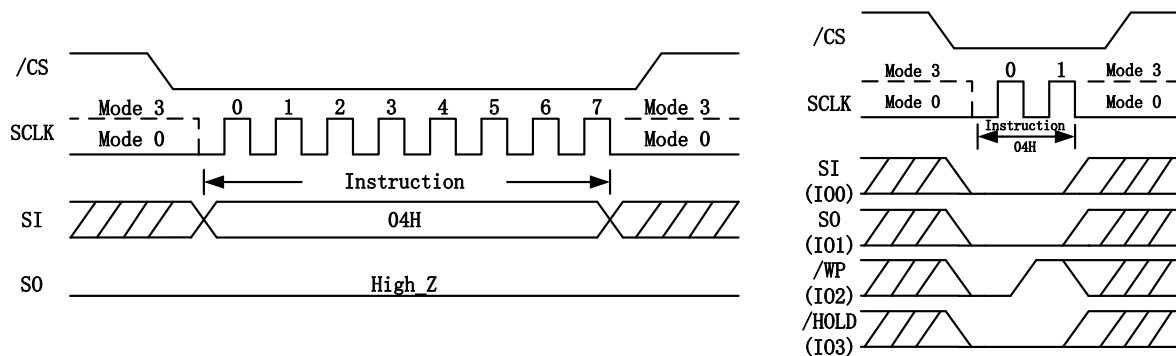 /CS
Mode 3 0 1 2 3 4 5 6 7 Mode 3
SCLK
Mode 0 Mode 0
Instruction
SI 04H
SO High_Z
/CS
Mode 3 0 1 Mode 3
SCLK Mode 0 Mode 0
Instruction
04H
SI
(IO0)
SO
(IO1)
/WP
(IO2)
/HOLD
(IO3)